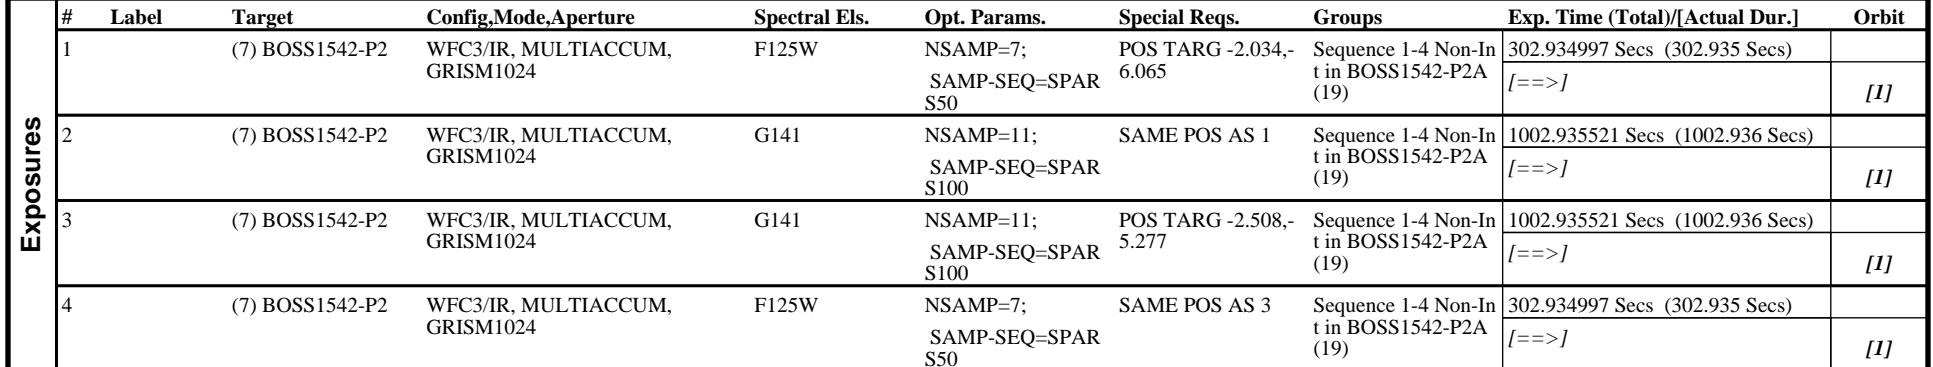 # Label Target Config,Mode,Aperture Spectral Els. Opt. Params. Special Reqs. Groups Exp. Time (Total)/[Actual Dur.] Orbit
Exposures
1 (7) BOSS1542-P2 WFC3/IR, MULTIACCUM, F125W NSAMP=7; POS TARG -2.034,- Sequence 1-4 Non-In 302.934997 Secs (302.935 Secs)
GRISM1024 6.065 t in BOSS1542-P2A
SAMP-SEQ=SPAR (19) [==>]
S50 [1]
2 (7) BOSS1542-P2 WFC3/IR, MULTIACCUM, G141 NSAMP=11; SAME POS AS 1 Sequence 1-4 Non-In 1002.935521 Secs (1002.936 Secs)
GRISM1024 t in BOSS1542-P2A
SAMP-SEQ=SPAR (19) [==>]
S100 [1]
3 (7) BOSS1542-P2 WFC3/IR, MULTIACCUM, G141 NSAMP=11; POS TARG -2.508,- Sequence 1-4 Non-In 1002.935521 Secs (1002.936 Secs)
GRISM1024 5.277 t in BOSS1542-P2A
SAMP-SEQ=SPAR (19) [==>]
S100 [1]
4 (7) BOSS1542-P2 WFC3/IR, MULTIACCUM, F125W NSAMP=7; SAME POS AS 3 Sequence 1-4 Non-In 302.934997 Secs (302.935 Secs)
GRISM1024 t in BOSS1542-P2A
SAMP-SEQ=SPAR (19) [==>]
S50 [1]